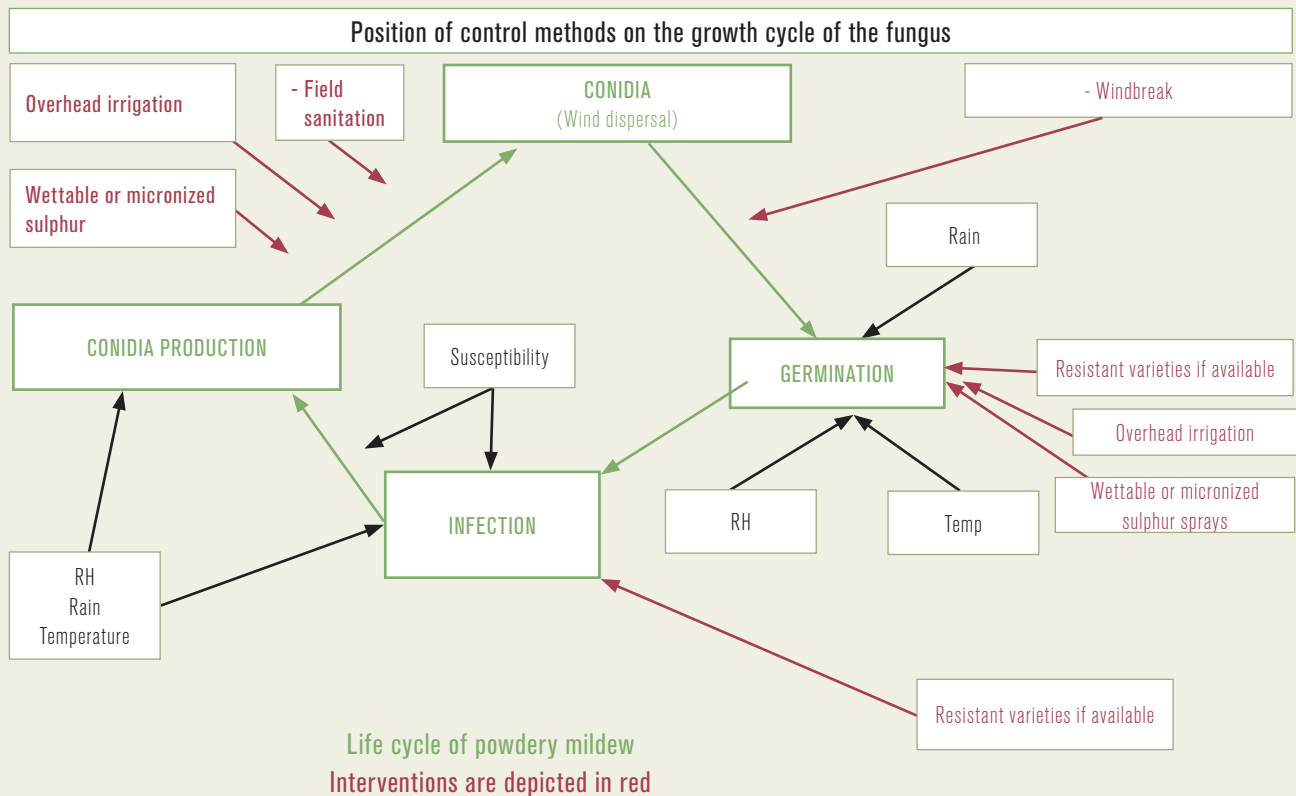 Position of control methods on the growth cycle of the fungus
Overhead irrigation
- Field
sanitation
CONIDIA
(Wind dispersal)
- Windbreak
Wettable or micronized
sulphur
Rain
CONIDIA PRODUCTION
Susceptibility
GERMINATION
Resistant varieties if available
Overhead irrigation
Wettable or micronized
sulphur sprays
INFECTION
RH
Temp
RH
Rain
Temperature
Resistant varieties if available
Life cycle of powdery mildew
Interventions are depicted in red